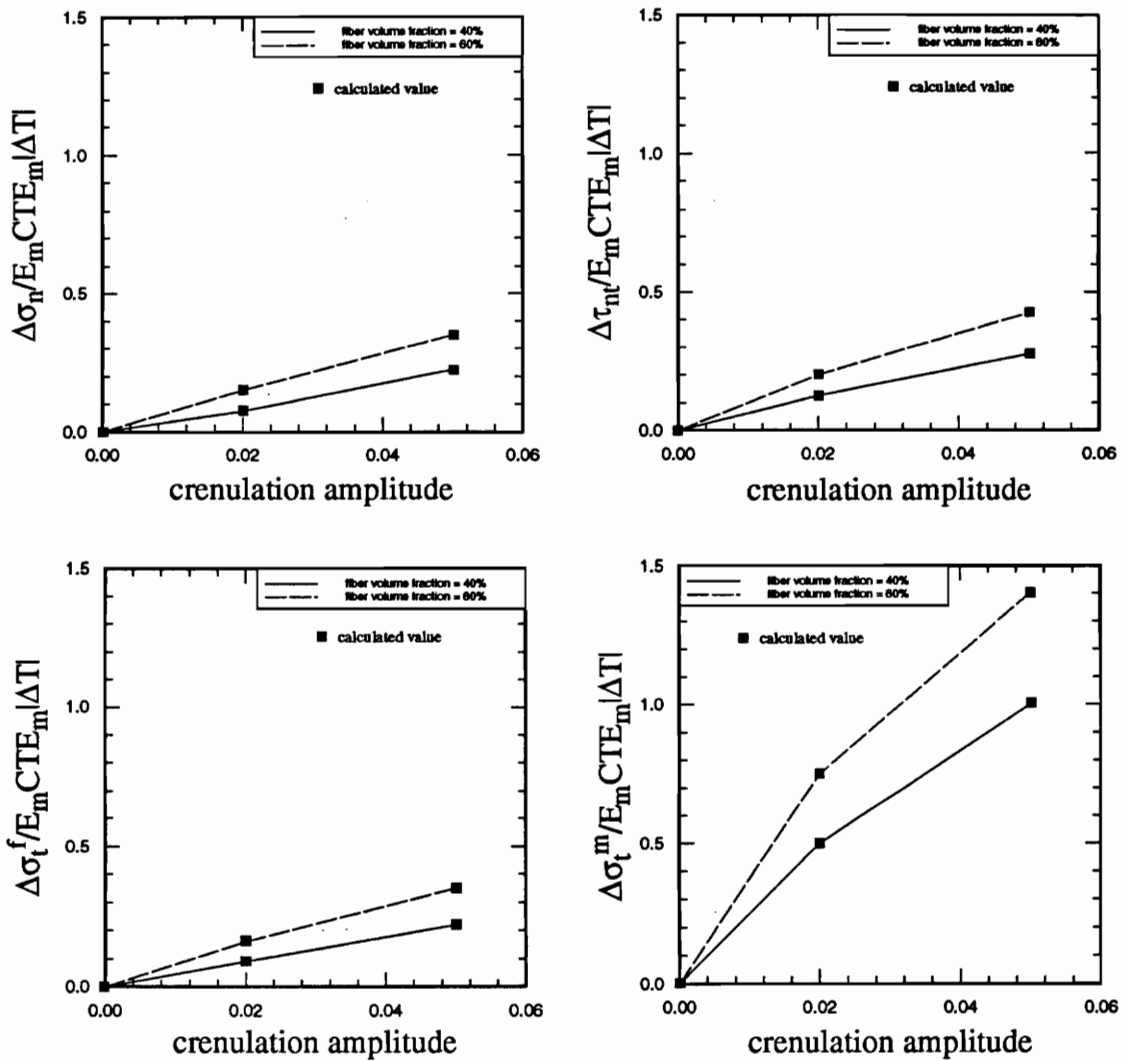 fiber volume fraction = 40%
fiber volume fraction = 60%
calculated value
Δσn/EmCTEm|ΔT|
1.5
1.0
0.5
0.0
0.00 0.02 0.04 0.06
crenulation amplitude
fiber volume fraction = 40%
fiber volume fraction = 60%
calculated value
Δτnt/EmCTEm|ΔT|
1.5
1.0
0.5
0.0
0.00 0.02 0.04 0.06
crenulation amplitude
fiber volume fraction = 40%
fiber volume fraction = 60%
calculated value
Δσt^f/EmCTEm|ΔT|
1.5
1.0
0.5
0.0
0.00 0.02 0.04 0.06
crenulation amplitude
fiber volume fraction = 40%
fiber volume fraction = 60%
calculated value
Δσt^m/EmCTEm|ΔT|
1.5
1.0
0.5
0.0
0.00 0.02 0.04 0.06
crenulation amplitude